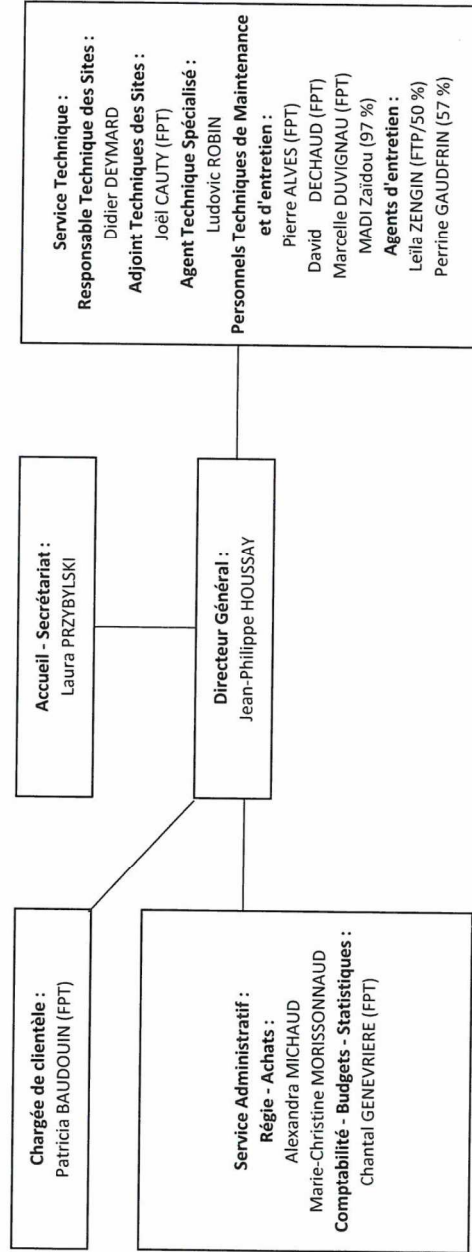 Chargée de clientèle :
Patricia BAUDOUIN (FPT)
Accueil - Secrétariat :
Laura PRZYBYLSKI
Directeur Général :
Jean-Philippe HOUSSAY
Service Administratif :
Régie - Achats :
Alexandra MICHAUD
Marie-Christine MORISSONNAUD
Comptabilité - Budgets - Statistiques :
Chantal GENEVRIERE (FPT)
Service Technique :
Responsable Technique des Sites :
Didier DEYMARD
Adjoint Techniques des Sites :
Joël CAUTY (FPT)
Agent Technique Spécialisé :
Ludovic ROBIN
Personnels Techniques de Maintenance
et d'entretien :
Pierre ALVES (FPT)
David DECHAUD (FPT)
Marcelle DUVIGNAU (FPT)
MADI Zaïdou (97 %)
Agents d'entretien :
Leïla ZENGIN (FTP/50 %)
Perrine GAUDFRIN (57 %)